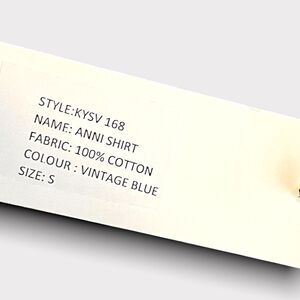 STYLE:KYSV 168
NAME: ANNI SHIRT
FABRIC: 100% COTTON
COLOUR : VINTAGE BLUE
SIZE: S